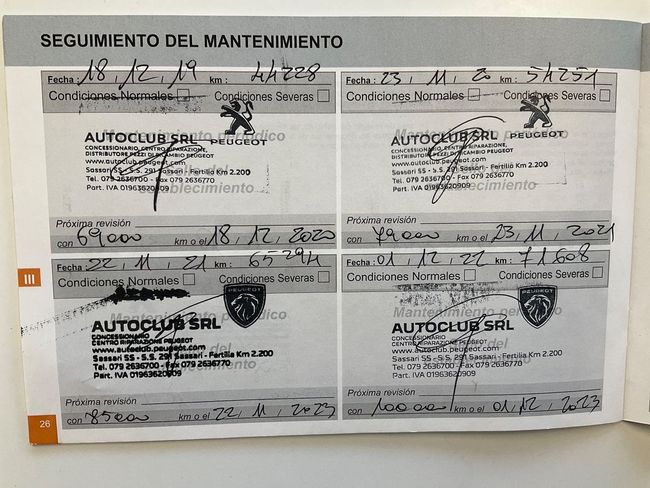 SEGUIMIENTO DEL MANTENIMIENTO
Fecha : 18, 12, 19 km : 44228
Condiciones Normales Condiciones Severas
Mantenimiento periódico
PEUGEOT
AUTOCLUB SRL
CONCESSIONARIO, CENTRO RIPARAZIONE,
DISTRIBUTORE PEZZI DI RICAMBIO PEUGEOT
www.autoclub.peugeot.com
Sassari SS - S.S. 291 Sassari - Fertilia Km 2.200
Tel. 079 2636700 - Fax 079 2636770
Part. IVA 01963620909
Próxima revisión
con 69000 km o el 18, 12, 2020
Fecha : 23, 11, 20 km : 54251
Condiciones Normales Condiciones Severas
Mantenimiento periódico
PEUGEOT
AUTOCLUB SRL
CONCESSIONARIO, CENTRO RIPARAZIONE,
DISTRIBUTORE PEZZI DI RICAMBIO PEUGEOT
www.autoclub.peugeot.com
Sassari SS - S.S. 291 Sassari - Fertilia Km 2.200
Tel. 079 2636700 - Fax 079 2636770
Part. IVA 01963620909
Próxima revisión
con 79000 km o el 23, 11, 2021
III
Fecha : 22, 11, 21 km : 65294
Condiciones Normales Condiciones Severas
PEUGEOT
AUTOCLUB SRL
CONCESSIONARIO
CENTRO RIPARAZIONE PEUGEOT
www.autoclub.peugeot.com
Sassari SS - S.S. 291 Sassari - Fertilia Km 2.200
Tel. 079 2636700 - Fax 079 2636770
Part. IVA 01963620909
Próxima revisión
con 85000 km o el 22, 11, 2023
Fecha : 01, 12, 22 km : 71608
Condiciones Normales Condiciones Severas
Mantenimiento periódico
PEUGEOT
AUTOCLUB SRL
CONCESSIONARIO
CENTRO RIPARAZIONE PEUGEOT
www.autoclub.peugeot.com
Sassari SS - S.S. 291 Sassari - Fertilia Km 2.200
Tel. 079 2636700 - Fax 079 2636770
Part. IVA 01963620909
Próxima revisión
con 100000 km o el 01, 12, 2023
26